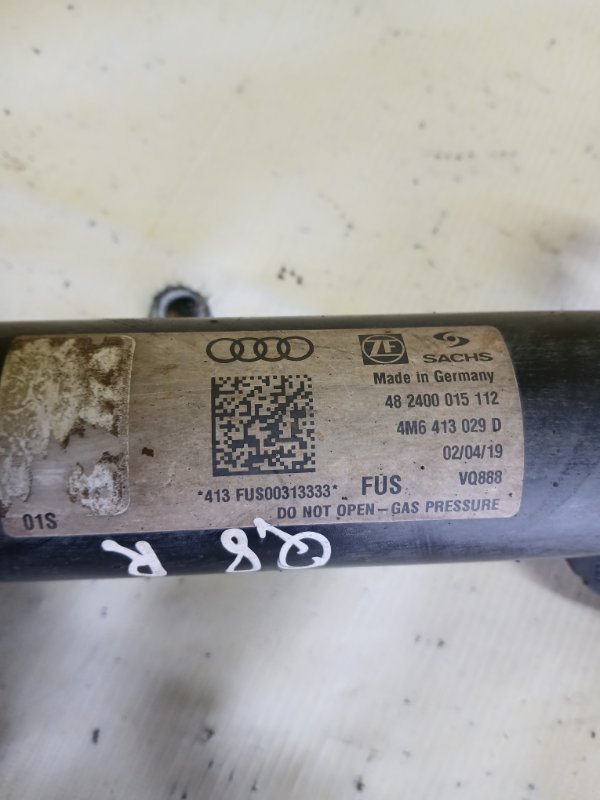 ZF SACHS
Made in Germany
48 2400 015 112
4M6 413 029 D
02/04/19
*413 FUS00313333* FUS VQ888
DO NOT OPEN - GAS PRESSURE
01S
Q8 R